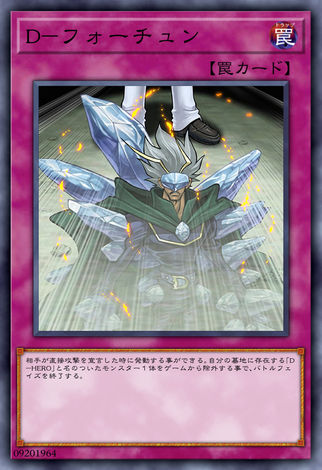 D-フォーチュン
トラップ
罠
【罠カード】
相手が直接攻撃を宣言した時に発動する事ができる。自分の墓地に存在する｢D
-HERO｣と名のついたモンスター１体をゲームから除外する事で､バトルフェ
イズを終了する。
09201964